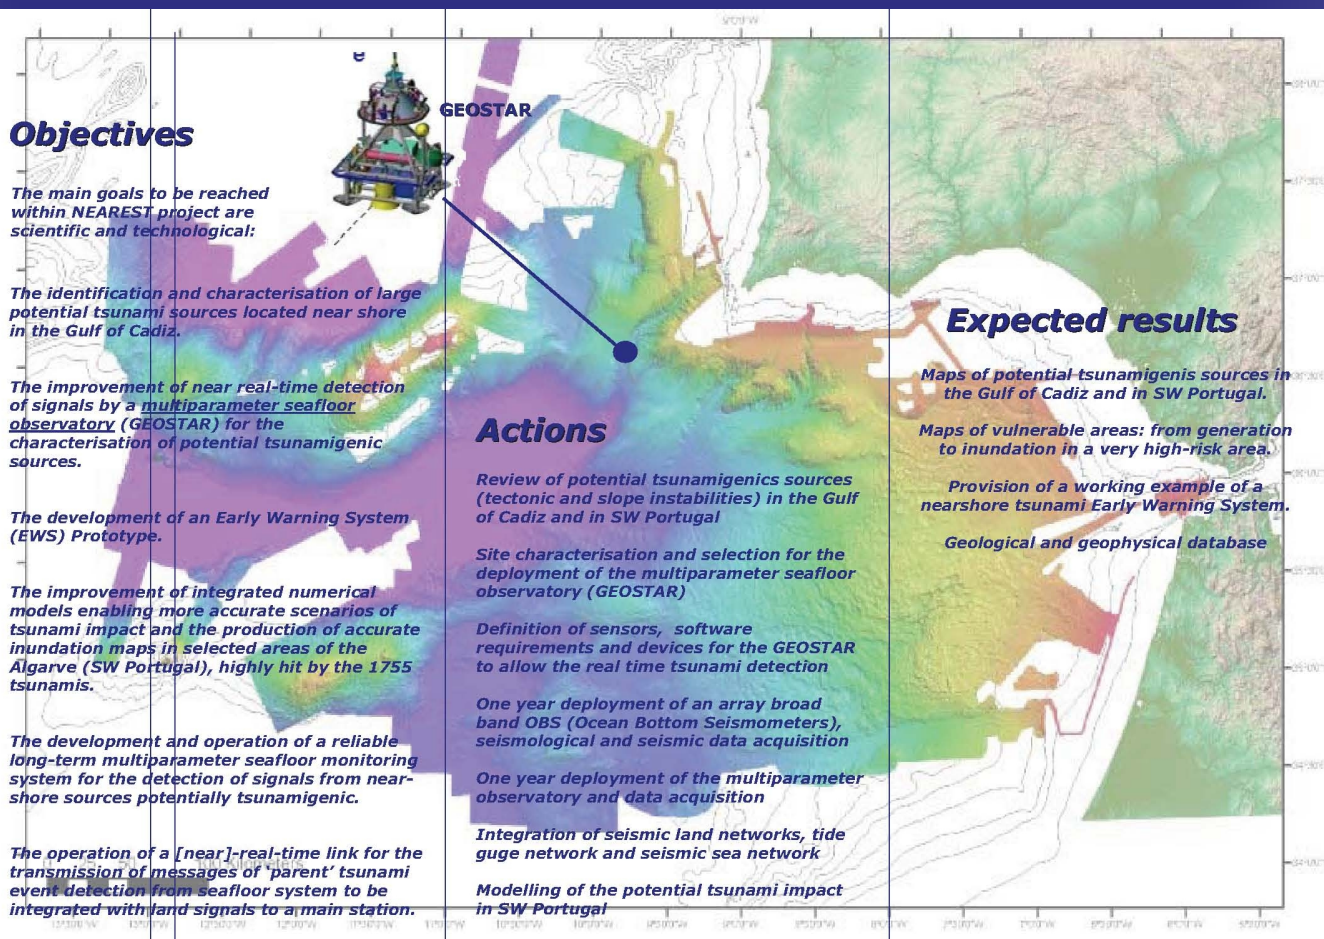 9°0'0"W
e
GEOSTAR
Objectives
The main goals to be reached
within NEAREST project are
scientific and technological:
The identification and characterisation of large
potential tsunami sources located near shore
in the Gulf of Cadiz.
The improvement of near real-time detection
of signals by a multiparameter seafloor
observatory (GEOSTAR) for the
characterisation of potential tsunamigenic
sources.
The development of an Early Warning System
(EWS) Prototype.
The improvement of integrated numerical
models enabling more accurate scenarios of
tsunami impact and the production of accurate
inundation maps in selected areas of the
Algarve (SW Portugal), highly hit by the 1755
tsunamis.
The development and operation of a reliable
long-term multiparameter seafloor monitoring
system for the detection of signals from near-
shore sources potentially tsunamigenic.
The operation of a [near]-real-time link for the
transmission of messages of 'parent' tsunami
event detection from seafloor system to be
integrated with land signals to a main station.
0 25 50 100 Kilometers
Actions
Review of potential tsunamigenics sources
(tectonic and slope instabilities) in the Gulf
of Cadiz and in SW Portugal
Site characterisation and selection for the
deployment of the multiparameter seafloor
observatory (GEOSTAR)
Definition of sensors, software
requirements and devices for the GEOSTAR
to allow the real time tsunami detection
One year deployment of an array broad
band OBS (Ocean Bottom Seismometers),
seismological and seismic data acquisition
One year deployment of the multiparameter
observatory and data acquisition
Integration of seismic land networks, tide
guge network and seismic sea network
Modelling of the potential tsunami impact
in SW Portugal
Expected results
Maps of potential tsunamigenis sources in
the Gulf of Cadiz and in SW Portugal.
Maps of vulnerable areas: from generation
to inundation in a very high-risk area.
Provision of a working example of a
nearshore tsunami Early Warning System.
Geological and geophysical database